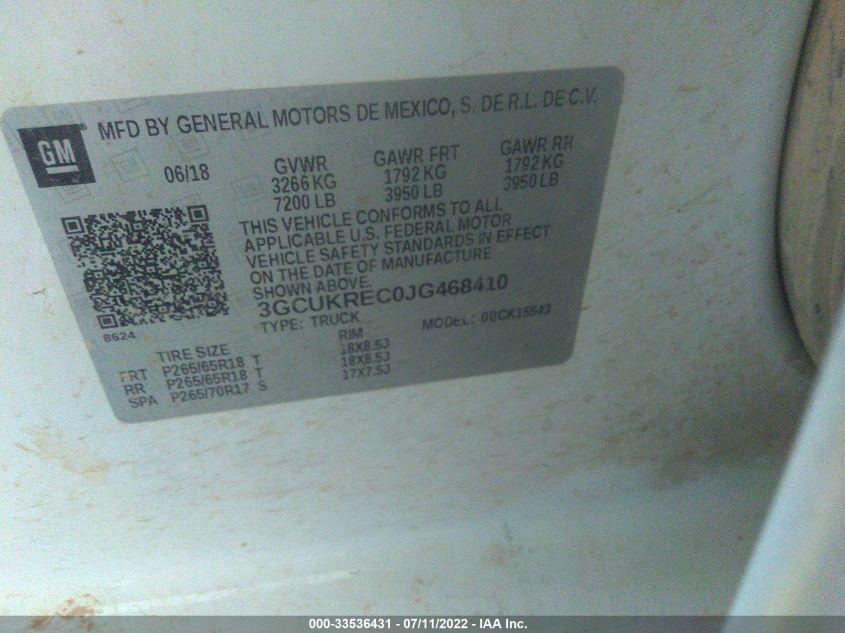 GM ® MFD BY GENERAL MOTORS DE MEXICO, S. DE R.L. DE C.V.
06/18
GVWR GAWR FRT GAWR RR
3266 KG 1792 KG 1792 KG
7200 LB 3950 LB 3950 LB
THIS VEHICLE CONFORMS TO ALL
APPLICABLE U.S. FEDERAL MOTOR
VEHICLE SAFETY STANDARDS IN EFFECT
ON THE DATE OF MANUFACTURE
SHOWN ABOVE.
3GCUKREC0JG468410
TYPE: TRUCK MODEL: 00CK15543
8624
TIRE SIZE RIM
FRT P265/65R18 T 18X8.5J
RR P265/65R18 T 18X8.5J
SPA P265/70R17 S 17X7.5J
000-33536431 - 07/11/2022 - IAA Inc.